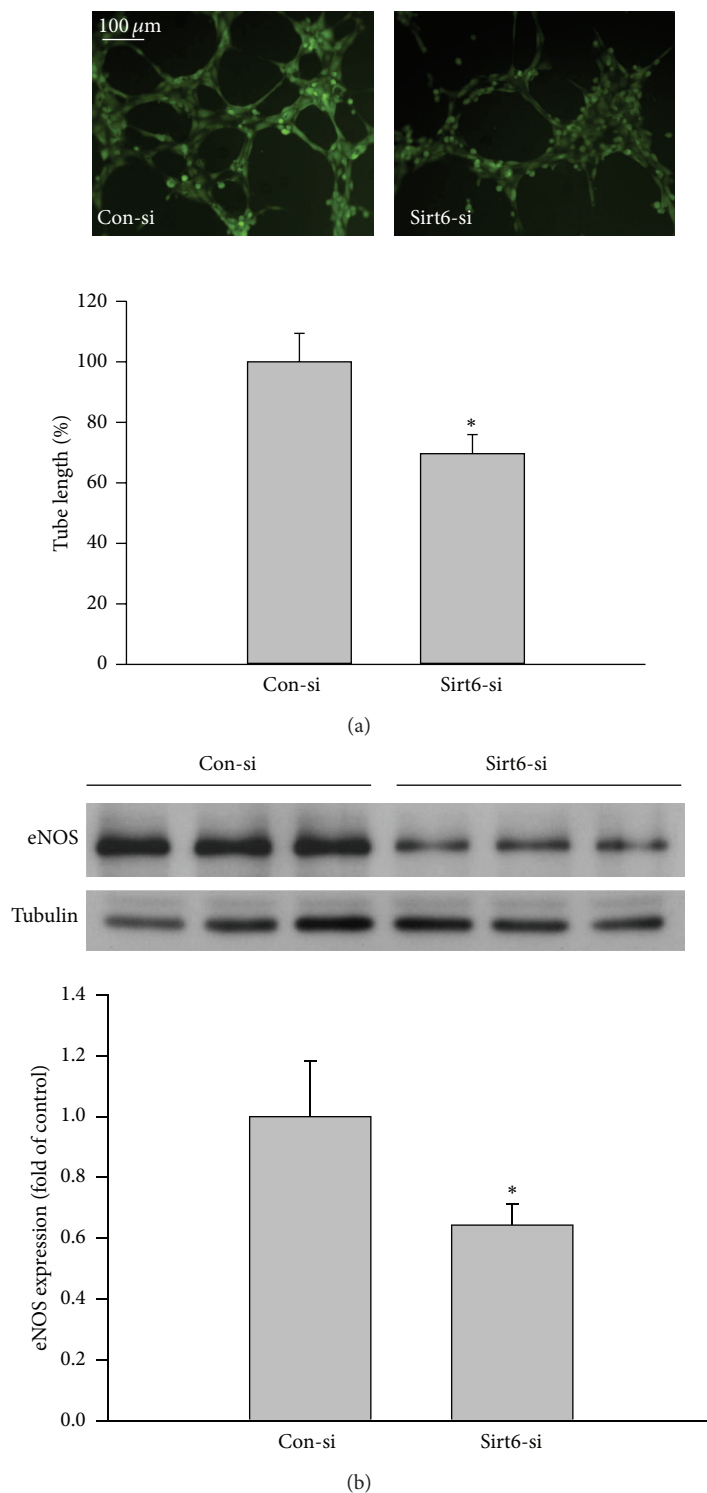 100 μm
Con-si
Sirt6-si
120
100
80
60
40
20
0
Tube length (%)
*
Con-si
Sirt6-si
(a)
Con-si
Sirt6-si
eNOS
Tubulin
1.4
1.2
1.0
0.8
0.6
0.4
0.2
0.0
eNOS expression (fold of control)
*
Con-si
Sirt6-si
(b)